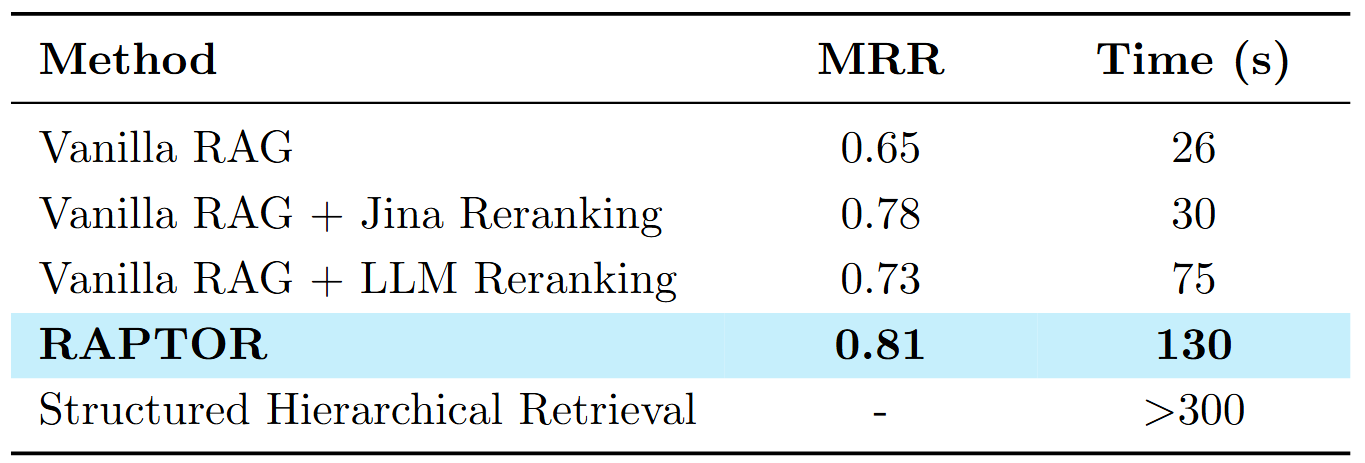 Method MRR Time (s)
Vanilla RAG 0.65 26
Vanilla RAG + Jina Reranking 0.78 30
Vanilla RAG + LLM Reranking 0.73 75
RAPTOR 0.81 130
Structured Hierarchical Retrieval - >300